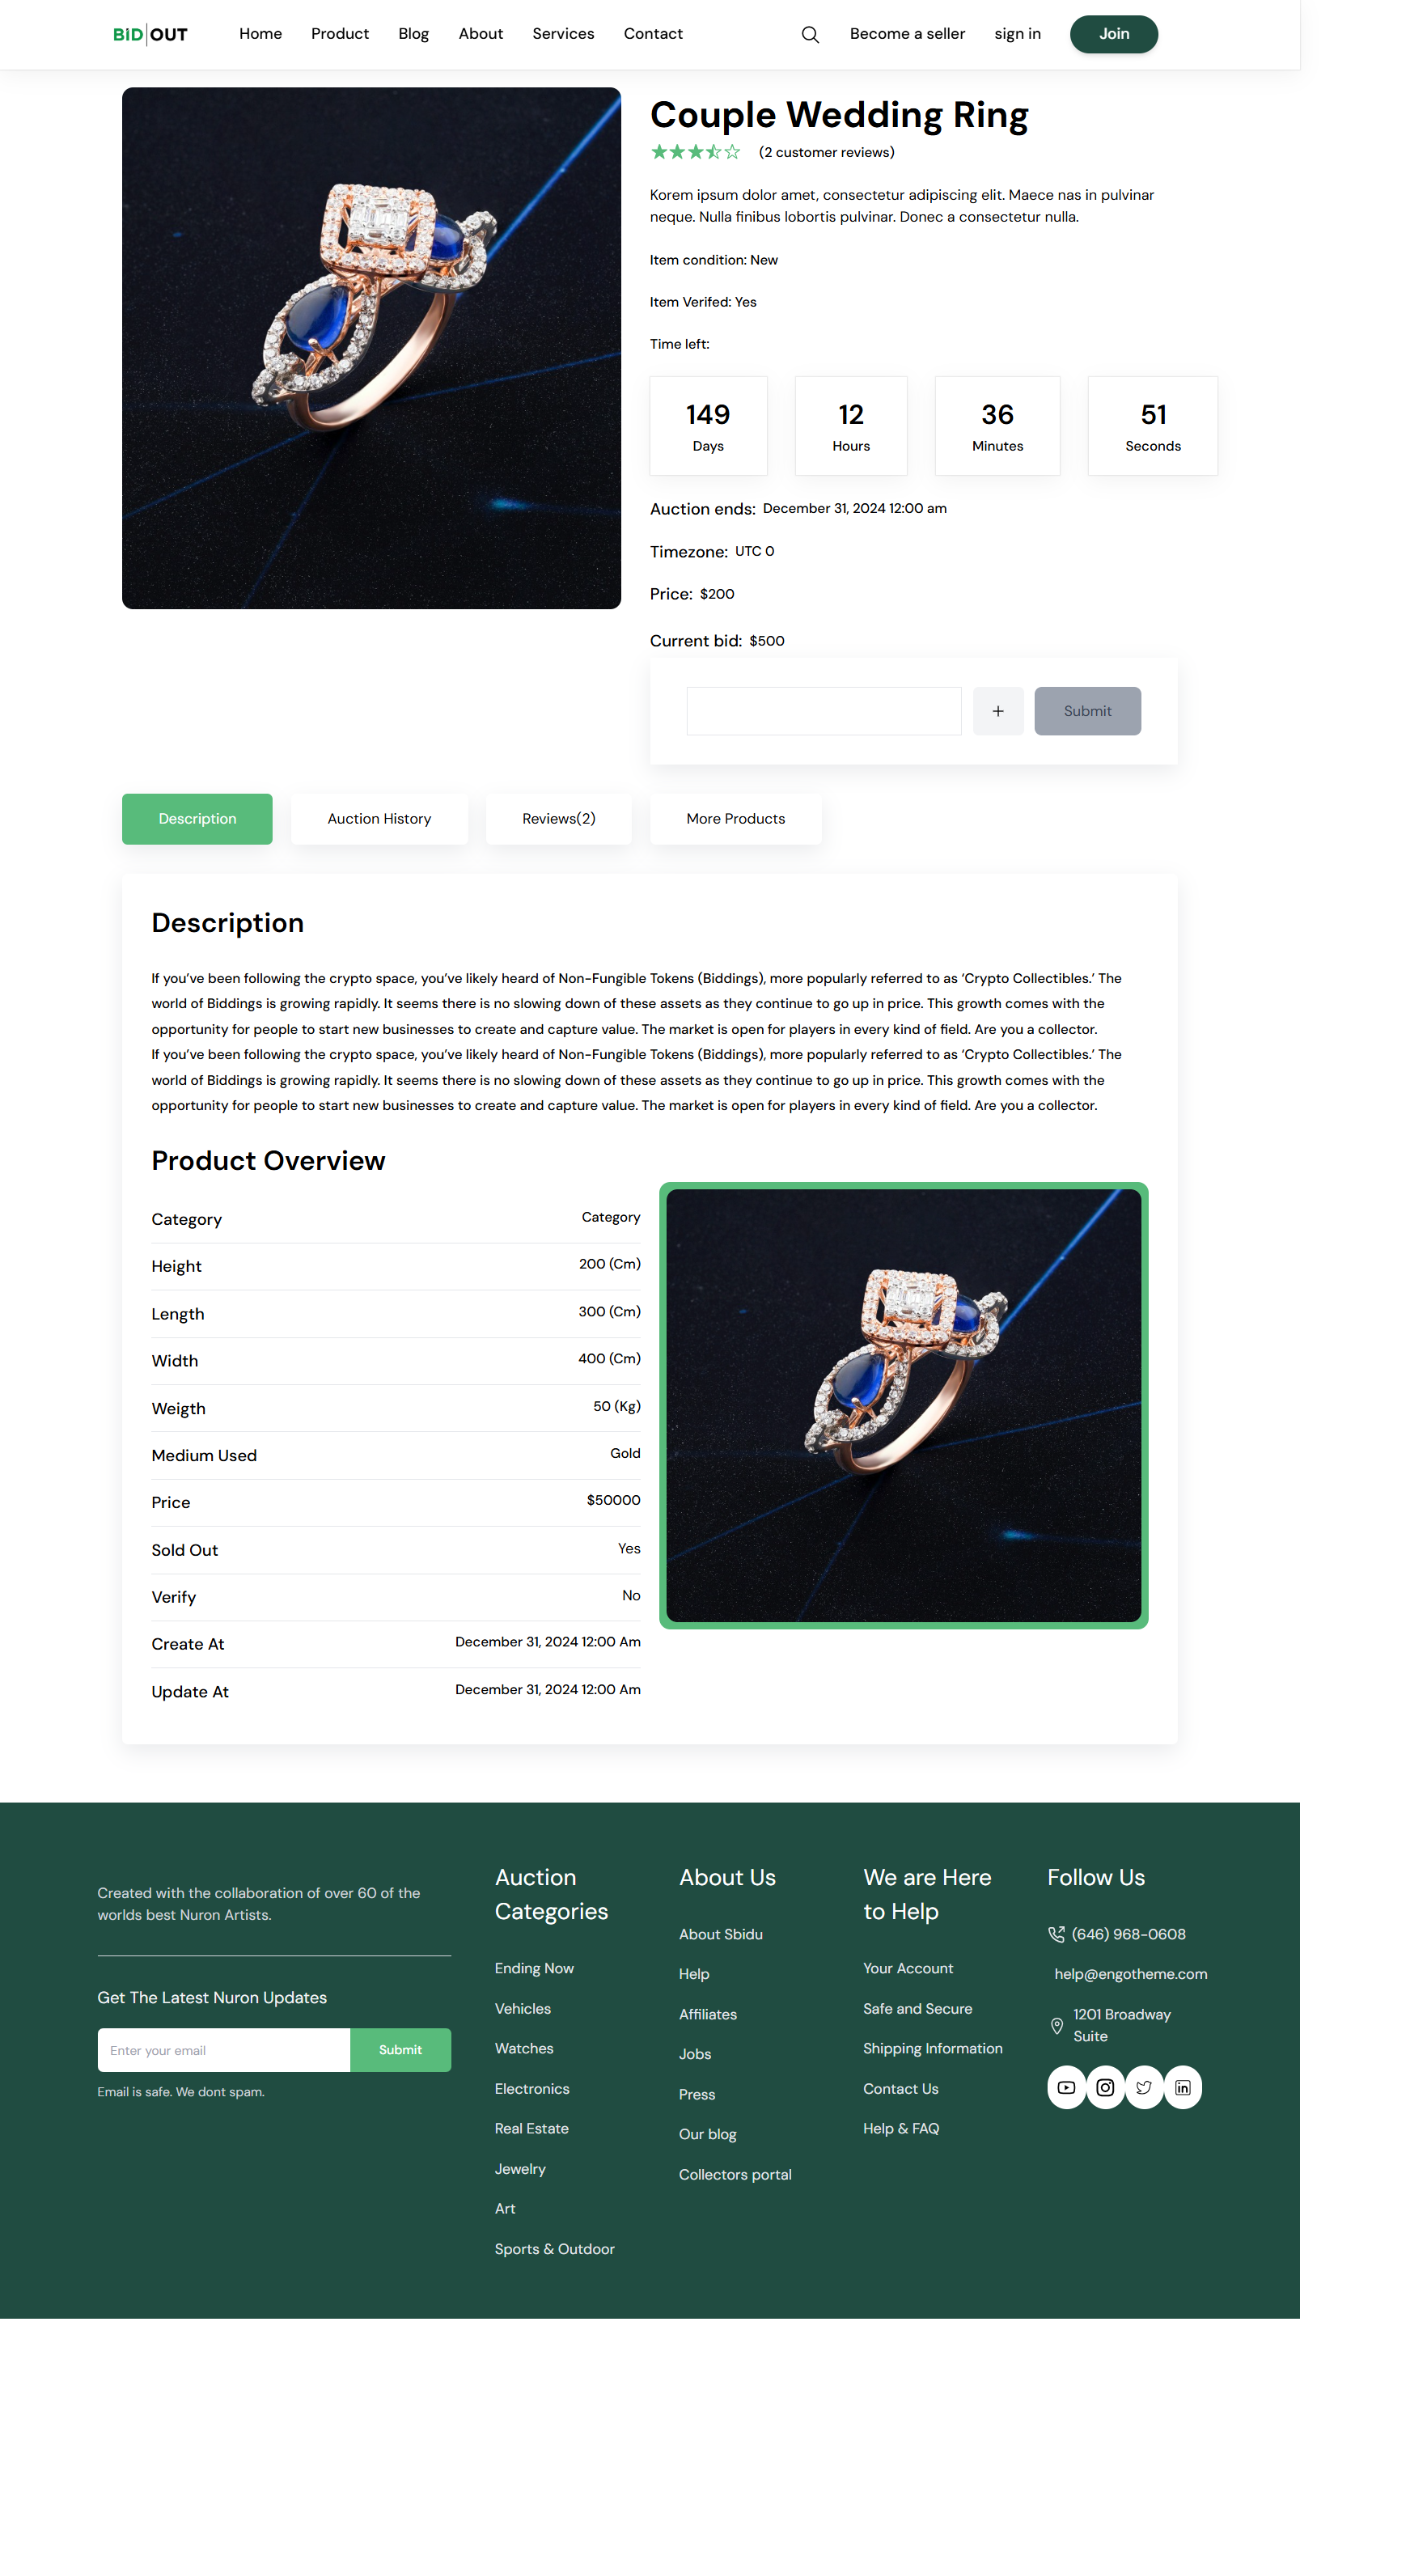 BiD OUT
Home Product Blog About Services Contact
Become a seller sign in Join
Couple Wedding Ring
(2 customer reviews)
Korem ipsum dolor amet, consectetur adipiscing elit. Maece nas in pulvinar
neque. Nulla finibus lobortis pulvinar. Donec a consectetur nulla.
Item condition: New
Item Verifed: Yes
Time left:
149 12 36 51
Days Hours Minutes Seconds
Auction ends: December 31, 2024 12:00 am
Timezone: UTC 0
Price: $200
Current bid: $500
+ Submit
Description Auction History Reviews(2) More Products
Description
If you’ve been following the crypto space, you’ve likely heard of Non-Fungible Tokens (Biddings), more popularly referred to as ‘Crypto Collectibles.’ The
world of Biddings is growing rapidly. It seems there is no slowing down of these assets as they continue to go up in price. This growth comes with the
opportunity for people to start new businesses to create and capture value. The market is open for players in every kind of field. Are you a collector.
If you’ve been following the crypto space, you’ve likely heard of Non-Fungible Tokens (Biddings), more popularly referred to as ‘Crypto Collectibles.’ The
world of Biddings is growing rapidly. It seems there is no slowing down of these assets as they continue to go up in price. This growth comes with the
opportunity for people to start new businesses to create and capture value. The market is open for players in every kind of field. Are you a collector.
Product Overview
Category Category
Height 200 (Cm)
Length 300 (Cm)
Width 400 (Cm)
Weigth 50 (Kg)
Medium Used Gold
Price $50000
Sold Out Yes
Verify No
Create At December 31, 2024 12:00 Am
Update At December 31, 2024 12:00 Am
Created with the collaboration of over 60 of the
worlds best Nuron Artists.
Get The Latest Nuron Updates
Enter your email Submit
Email is safe. We dont spam.
Auction
Categories
Ending Now
Vehicles
Watches
Electronics
Real Estate
Jewelry
Art
Sports & Outdoor
About Us
About Sbidu
Help
Affiliates
Jobs
Press
Our blog
Collectors portal
We are Here
to Help
Your Account
Safe and Secure
Shipping Information
Contact Us
Help & FAQ
Follow Us
(646) 968-0608
help@engotheme.com
1201 Broadway
Suite